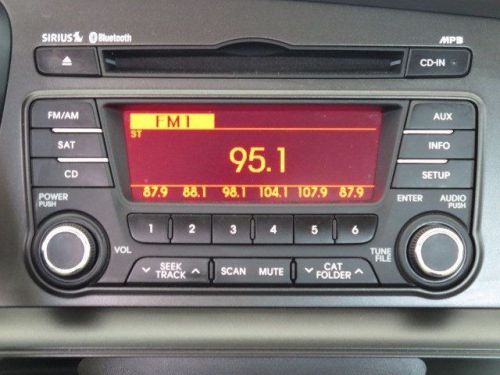 SIRIUS Bluetooth MP3
CD-IN
FM/AM FM1 AUX
ST
SAT 95.1 INFO
CD SETUP
87.9 88.1 98.1 104.1 107.9 87.9
POWER PUSH ENTER AUDIO PUSH
1 2 3 4 5 6
VOL TUNE FILE
SEEK TRACK SCAN MUTE CAT FOLDER